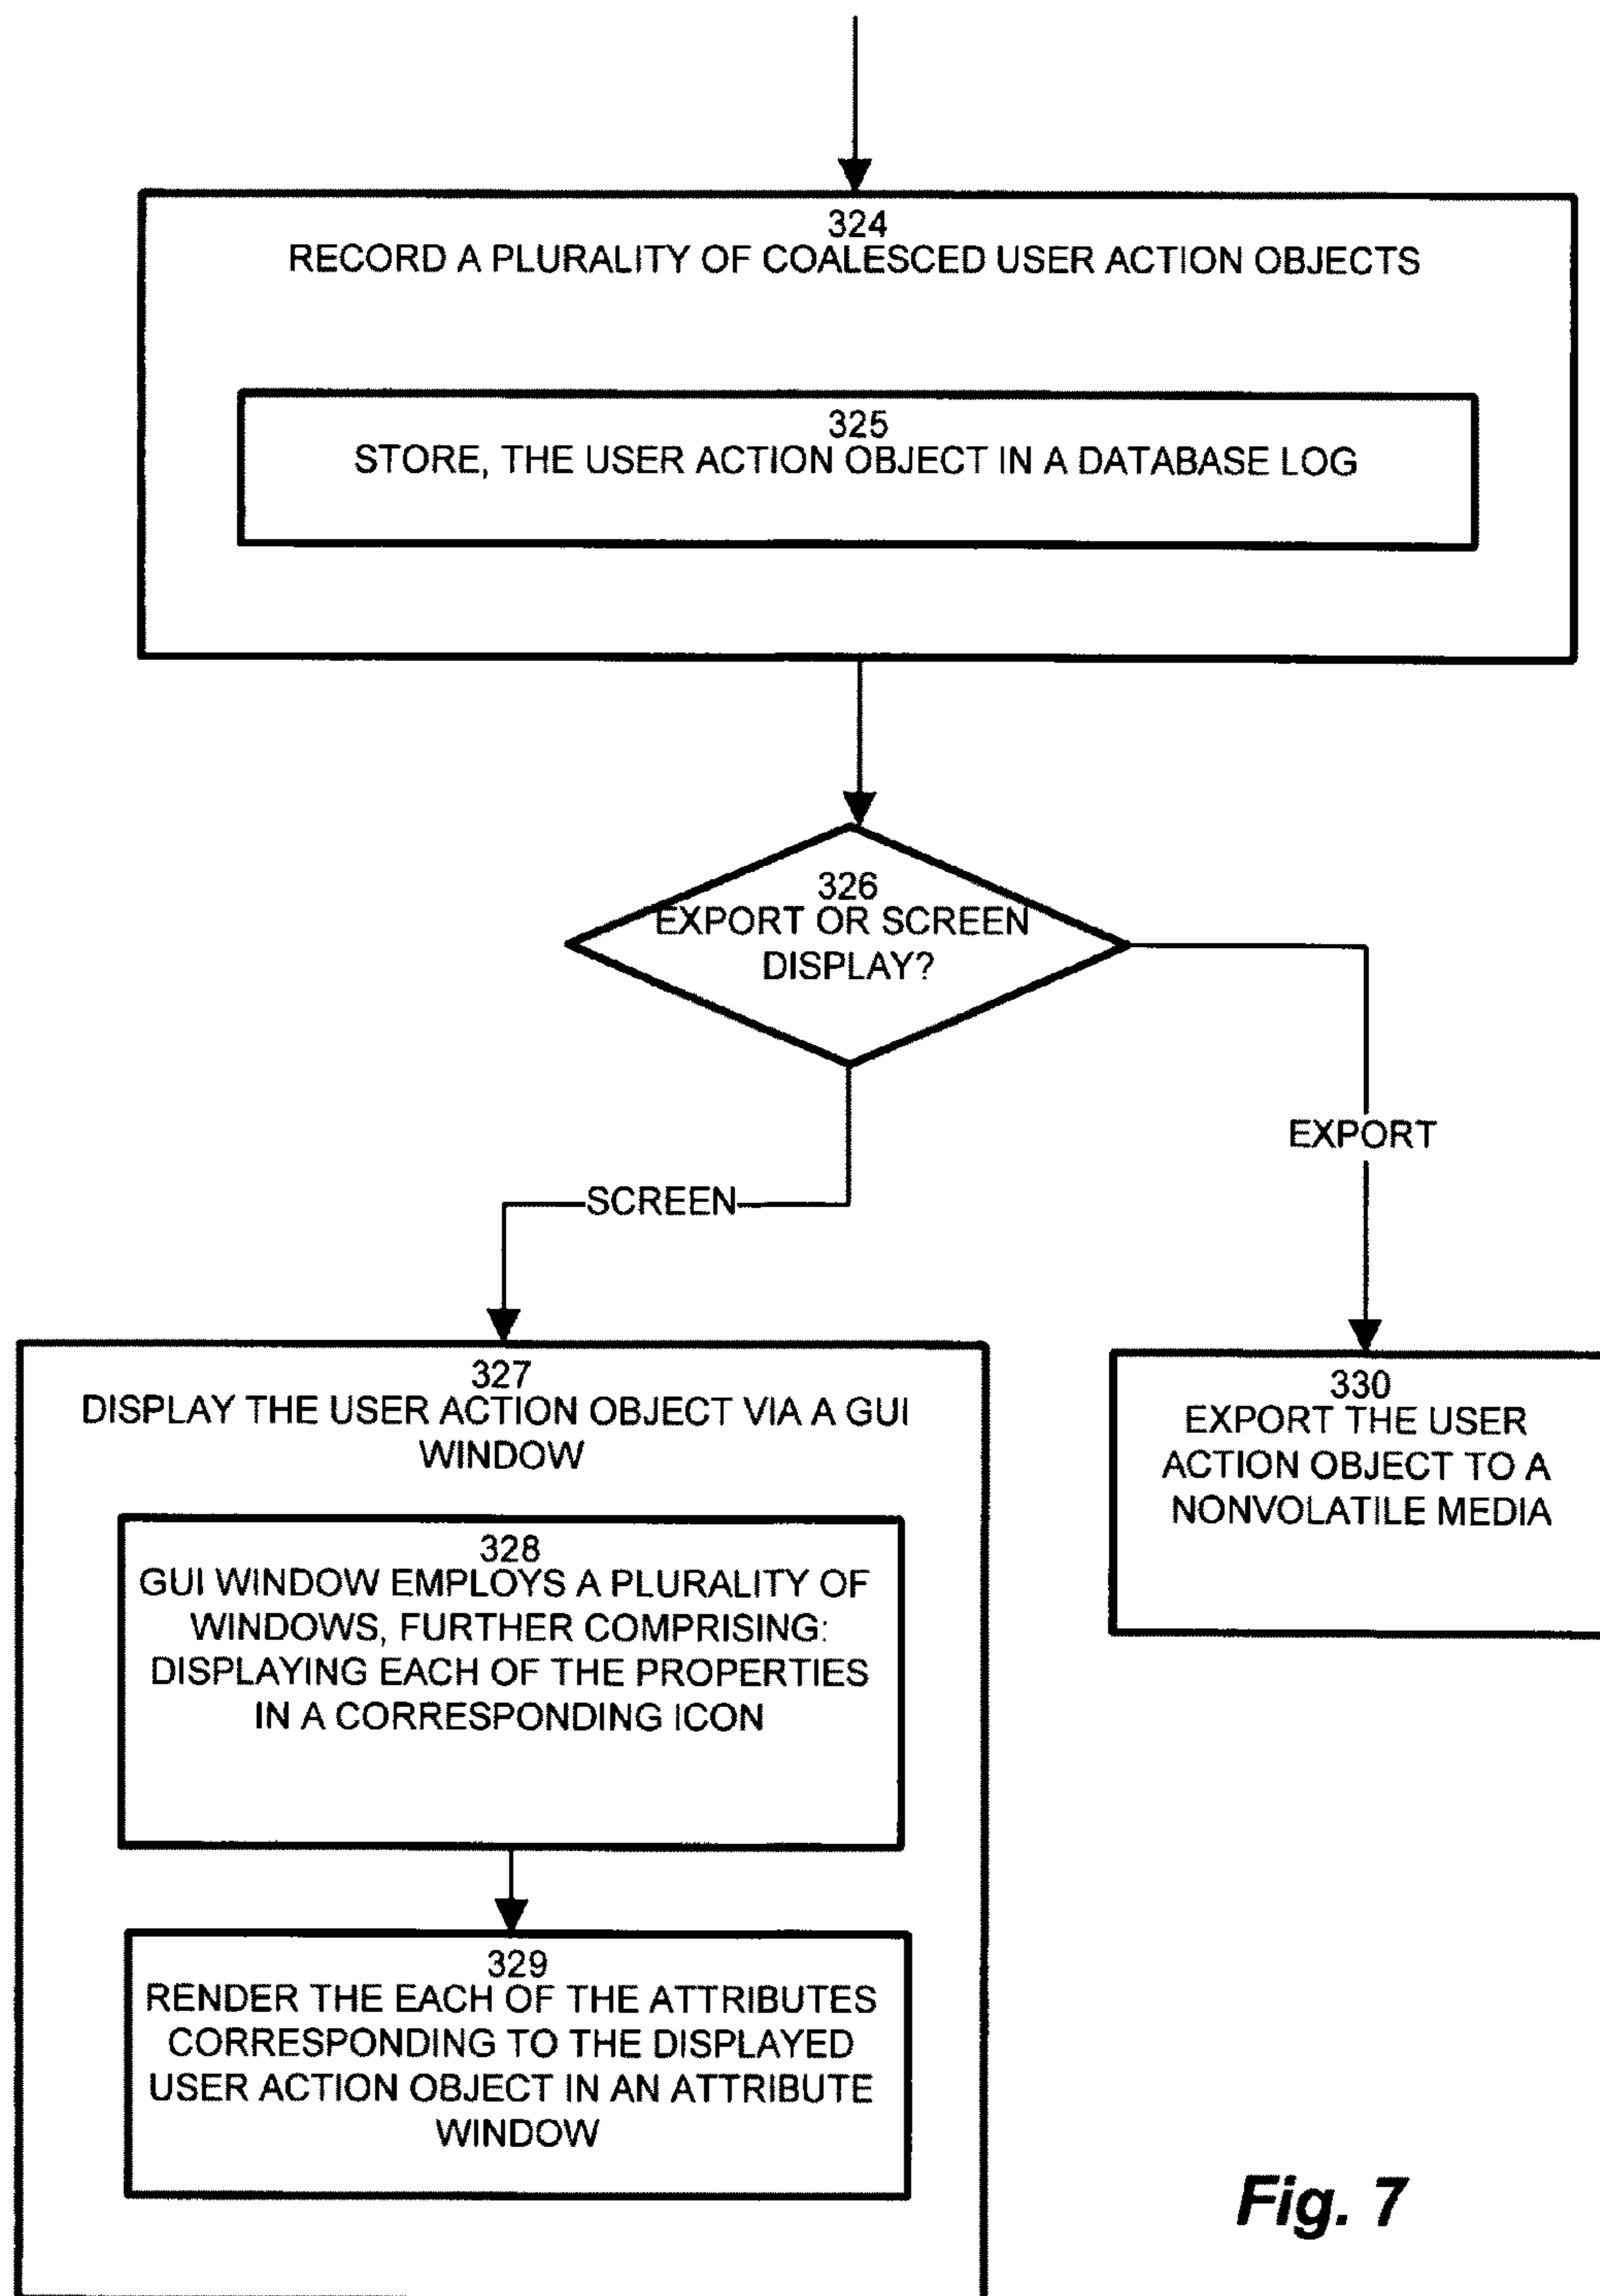 324
RECORD A PLURALITY OF COALESCED USER ACTION OBJECTS
325
STORE, THE USER ACTION OBJECT IN A DATABASE LOG
326
EXPORT OR SCREEN
DISPLAY?
EXPORT
SCREEN
327
DISPLAY THE USER ACTION OBJECT VIA A GUI
WINDOW
328
GUI WINDOW EMPLOYS A PLURALITY OF
WINDOWS, FURTHER COMPRISING:
DISPLAYING EACH OF THE PROPERTIES
IN A CORRESPONDING ICON
329
RENDER THE EACH OF THE ATTRIBUTES
CORRESPONDING TO THE DISPLAYED
USER ACTION OBJECT IN AN ATTRIBUTE
WINDOW
330
EXPORT THE USER
ACTION OBJECT TO A
NONVOLATILE MEDIA
Fig. 7